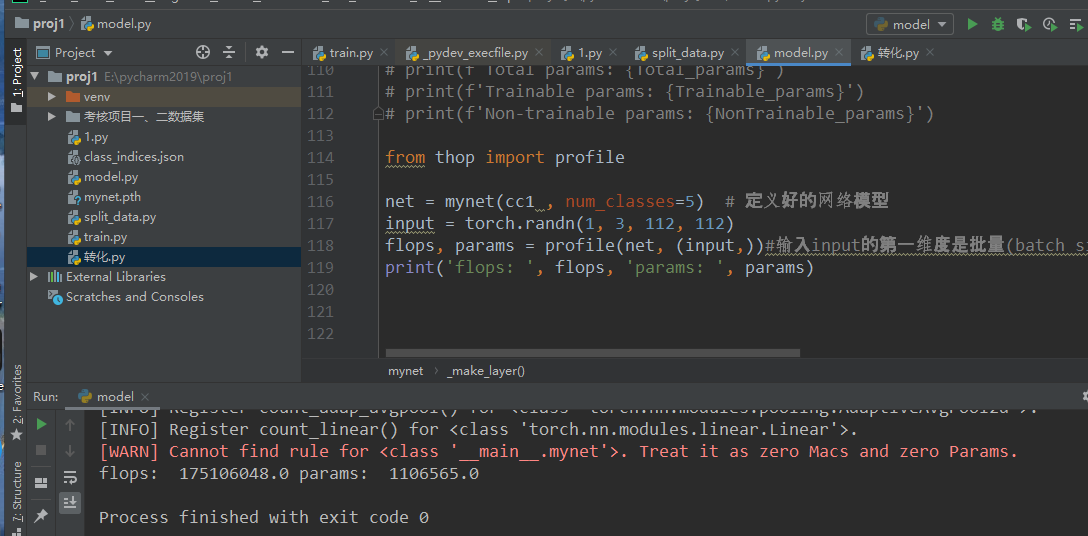 proj1
model.py
model
Project
train.py
_pydev_execfile.py
1.py
split_data.py
model.py
转化.py
1: Project
proj1 E:\pycharm2019\proj1
venv
考核项目一、二数据集
1.py
class_indices.json
model.py
mynet.pth
split_data.py
train.py
转化.py
External Libraries
Scratches and Consoles
110 # print(f'Total params: {Total_params}')
111 # print(f'Trainable params: {Trainable_params}')
112 # print(f'Non-trainable params: {NonTrainable_params}')
113
114 from thop import profile
115
116 net = mynet(cc1 , num_classes=5) # 定义好的网络模型
117 input = torch.randn(1, 3, 112, 112)
118 flops, params = profile(net, (input,))#输入input的第一维度是批量(batch si
119 print('flops: ', flops, 'params: ', params)
120
121
122
mynet
_make_layer()
2: Favorites
7: Structure
Run: model
[INFO] Register count_adap_avgpool() for <class 'torch.nn.modules.pooling.AdaptiveAvgPool2d'>.
[INFO] Register count_linear() for <class 'torch.nn.modules.linear.Linear'>.
[WARN] Cannot find rule for <class '__main__.mynet'>. Treat it as zero Macs and zero Params.
flops:  175106048.0 params:  1106565.0
Process finished with exit code 0